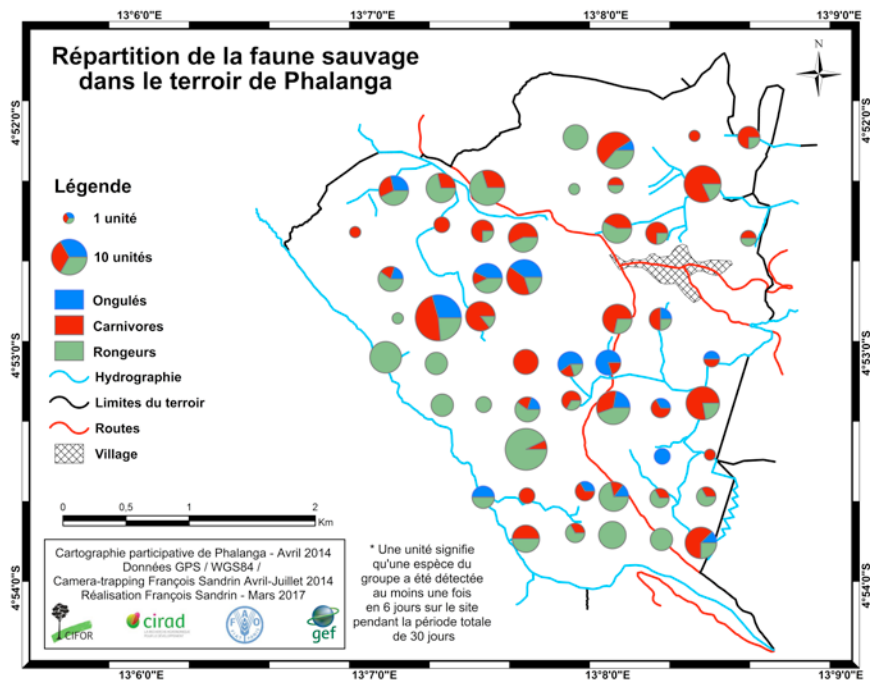 13°6'0"E 13°7'0"E 13°8'0"E 13°9'0"E
Répartition de la faune sauvage
dans le terroir de Phalanga
N
4°52'0"S 4°52'0"S
Légende
1 unité
10 unités
Ongulés
Carnivores
Rongeurs
Hydrographie
Limites du terroir
Routes
Village
4°53'0"S 4°53'0"S
0 0,5 1 2
Km
Cartographie participative de Phalanga - Avril 2014
Données GPS / WGS84 /
Camera-trapping François Sandrin Avril-Juillet 2014
Réalisation François Sandrin - Mars 2017
CIFOR
cirad
FAO
gef
* Une unité signifie
qu'une espèce du
groupe a été détectée
au moins une fois
en 6 jours sur le site
pendant la période totale
de 30 jours
4°54'0"S 4°54'0"S
13°6'0"E 13°7'0"E 13°8'0"E 13°9'0"E